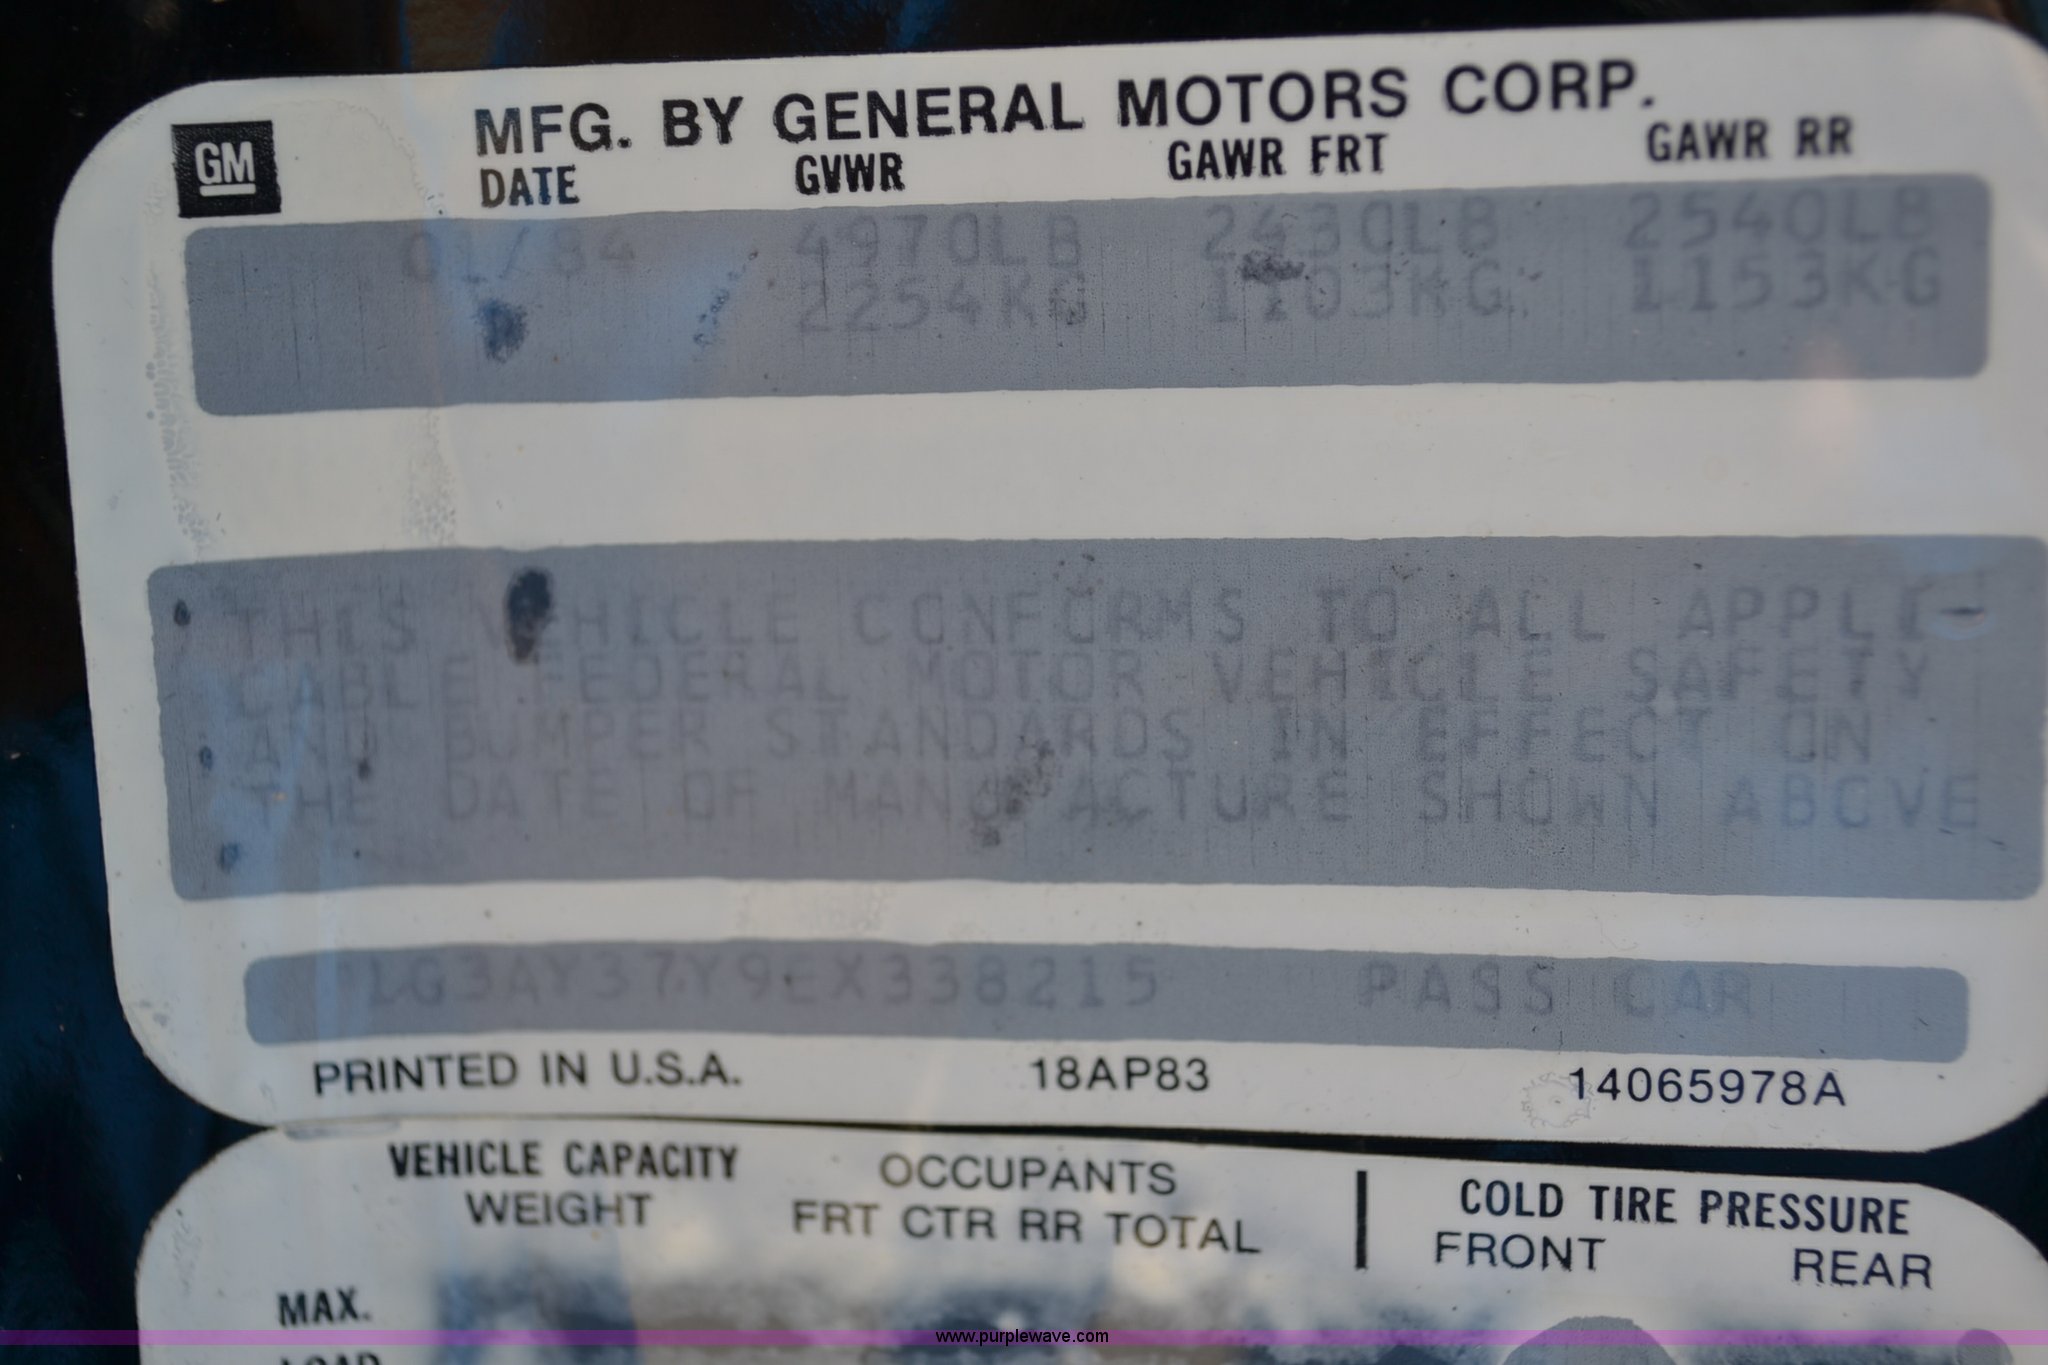 GM
MFG. BY GENERAL MOTORS CORP.
DATE GVWR GAWR FRT GAWR RR
01/84 4970LB 2430LB 2540LB
2254KG 1103KG 1153KG
THIS VEHICLE CONFORMS TO ALL APPLI-
CABLE FEDERAL MOTOR VEHICLE SAFETY
AND BUMPER STANDARDS IN EFFECT ON
THE DATE OF MANUFACTURE SHOWN ABOVE
1G3AY37Y9EX338215 PASS CAR
PRINTED IN U.S.A. 18AP83 14065978A
VEHICLE CAPACITY OCCUPANTS COLD TIRE PRESSURE
WEIGHT FRT CTR RR TOTAL FRONT REAR
MAX.
LOAD
www.purplewave.com